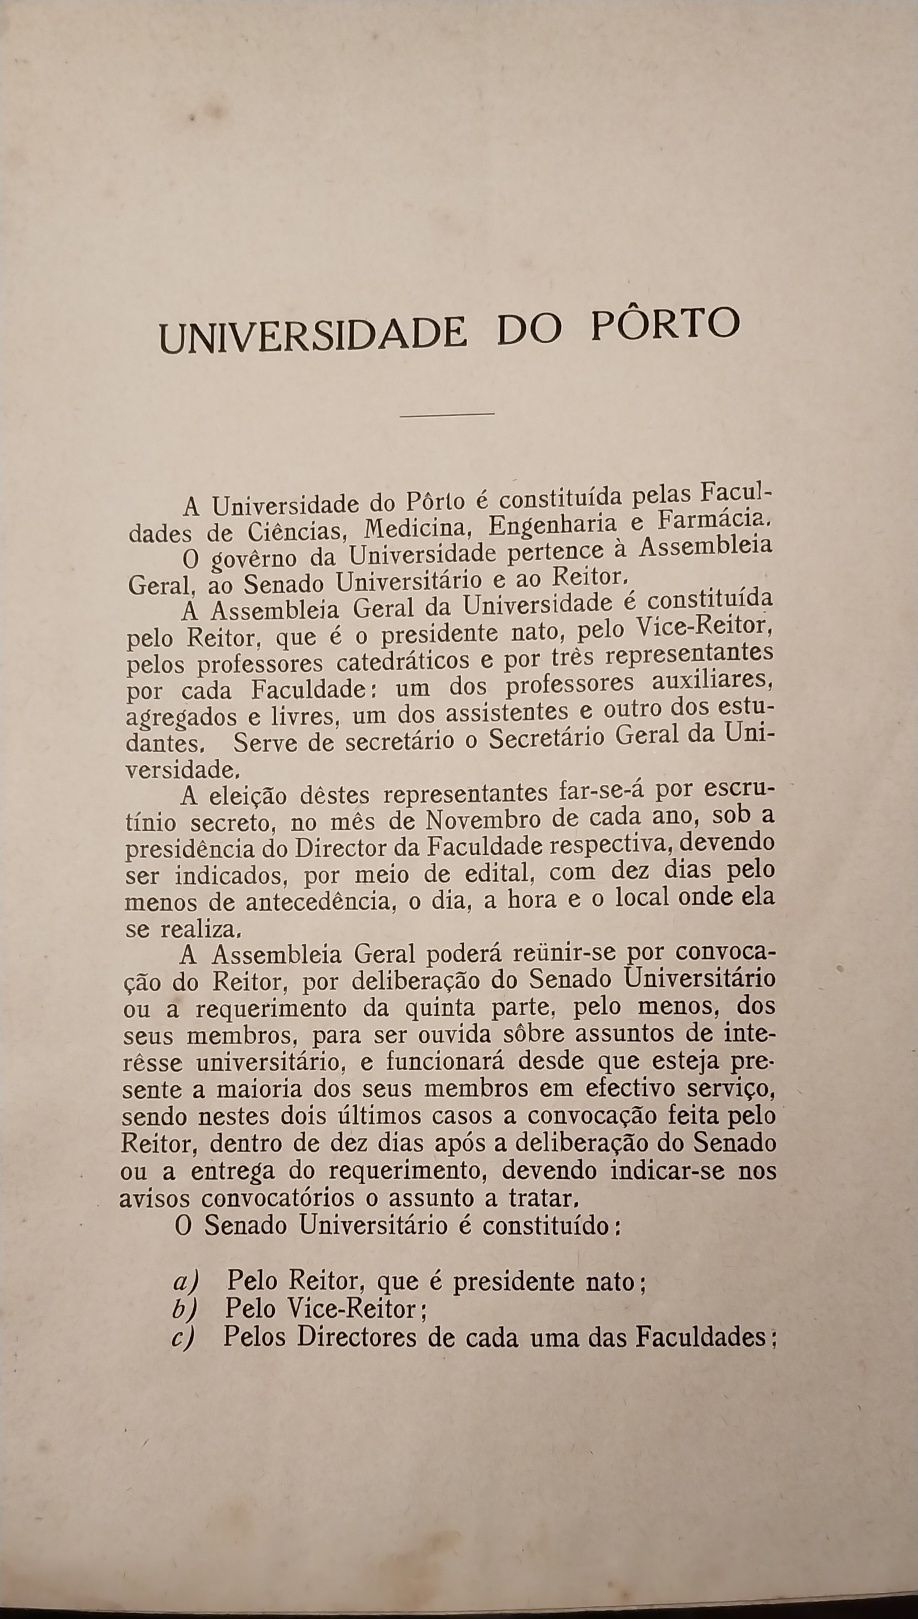 UNIVERSIDADE DO PÔRTO
A Universidade do Pôrto é constituída pelas Facul-
dades de Ciências, Medicina, Engenharia e Farmácia.
O govêrno da Universidade pertence à Assembleia
Geral, ao Senado Universitário e ao Reitor.
A Assembleia Geral da Universidade é constituída
pelo Reitor, que é o presidente nato, pelo Vice-Reitor,
pelos professores catedráticos e por três representantes
por cada Faculdade: um dos professores auxiliares,
agregados e livres, um dos assistentes e outro dos estu-
dantes. Serve de secretário o Secretário Geral da Uni-
versidade.
A eleição dêstes representantes far-se-á por escru-
tínio secreto, no mês de Novembro de cada ano, sob a
presidência do Director da Faculdade respectiva, devendo
ser indicados, por meio de edital, com dez dias pelo
menos de antecedência, o dia, a hora e o local onde ela
se realiza.
A Assembleia Geral poderá reünir-se por convoca-
ção do Reitor, por deliberação do Senado Universitário
ou a requerimento da quinta parte, pelo menos, dos
seus membros, para ser ouvida sôbre assuntos de inte-
rêsse universitário, e funcionará desde que esteja pre-
sente a maioria dos seus membros em efectivo serviço,
sendo nestes dois últimos casos a convocação feita pelo
Reitor, dentro de dez dias após a deliberação do Senado
ou a entrega do requerimento, devendo indicar-se nos
avisos convocatórios o assunto a tratar.
O Senado Universitário é constituído:
a) Pelo Reitor, que é presidente nato;
b) Pelo Vice-Reitor;
c) Pelos Directores de cada uma das Faculdades;